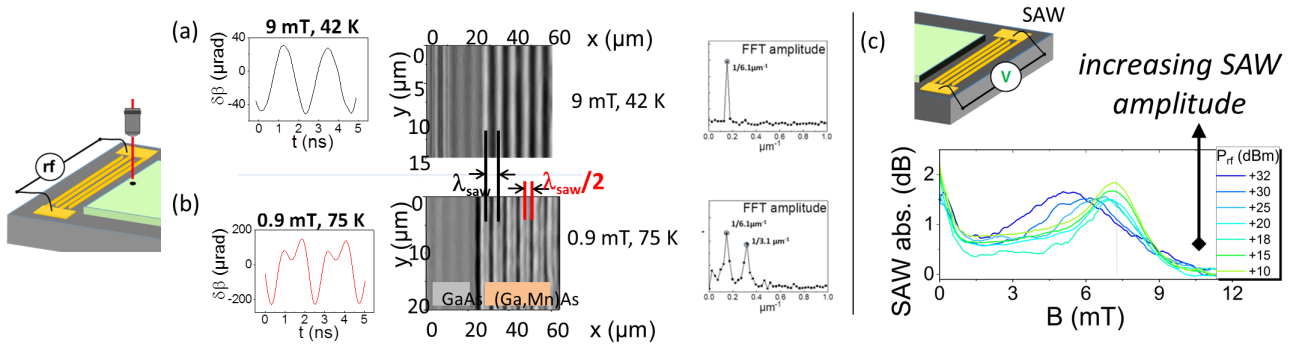 rf
(a)
9 mT, 42 K
δβ (μrad)
40
0
-40
0 1 2 3 4 5
t (ns)
0 20 40 60
x (μm)
y (μm)
0
5
10
15
9 mT, 42 K
FFT amplitude
1/6.1μm⁻¹
0.0 0.2 0.4 0.6 0.8 1.0
μm⁻¹
λsaw
λsaw/2
(b)
0.9 mT, 75 K
δβ (μrad)
200
0
-200
0 1 2 3 4 5
t (ns)
y (μm)
0
10
20
GaAs (Ga,Mn)As
0 20 40 60
x (μm)
0.9 mT, 75 K
FFT amplitude
1/6.1μm⁻¹
1/3.1 μm⁻¹
0.0 0.2 0.4 0.6 0.8 1.0
μm⁻¹
(c)
SAW
V
increasing SAW
amplitude
SAW abs. (dB)
2
1
0
0 3 6 9 12
B (mT)
Prf (dBm)
+32
+30
+25
+20
+18
+15
+10